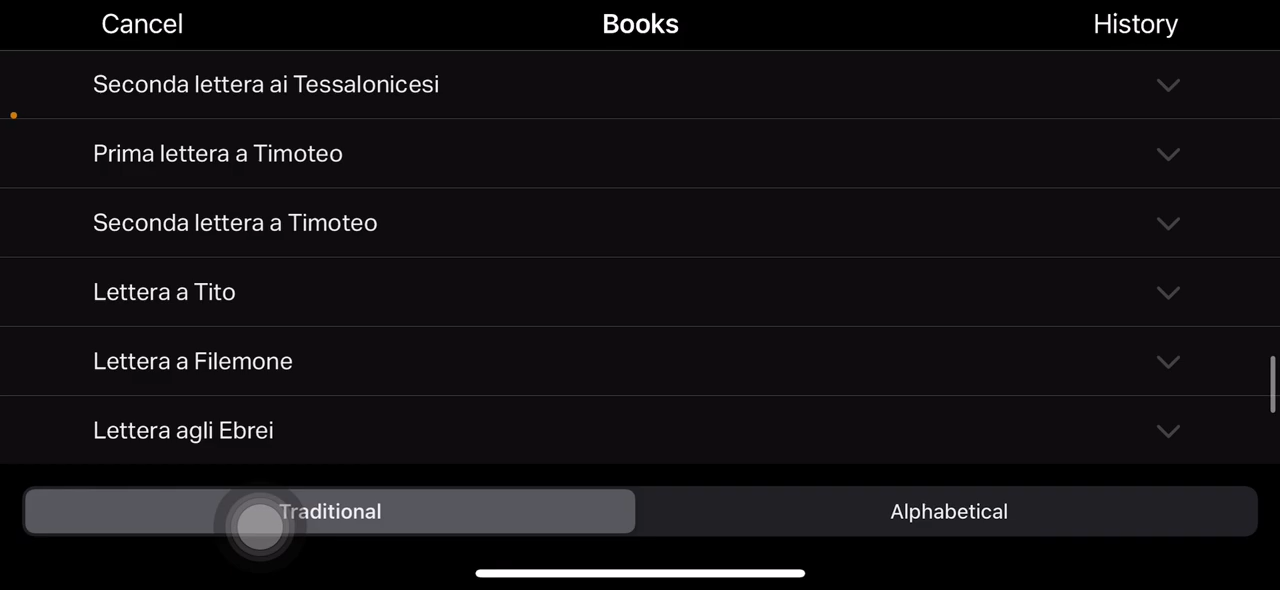 Cancel Books History
Seconda lettera ai Tessalonicesi
Prima lettera a Timoteo
Seconda lettera a Timoteo
Lettera a Tito
Lettera a Filemone
Lettera agli Ebrei
Traditional Alphabetical